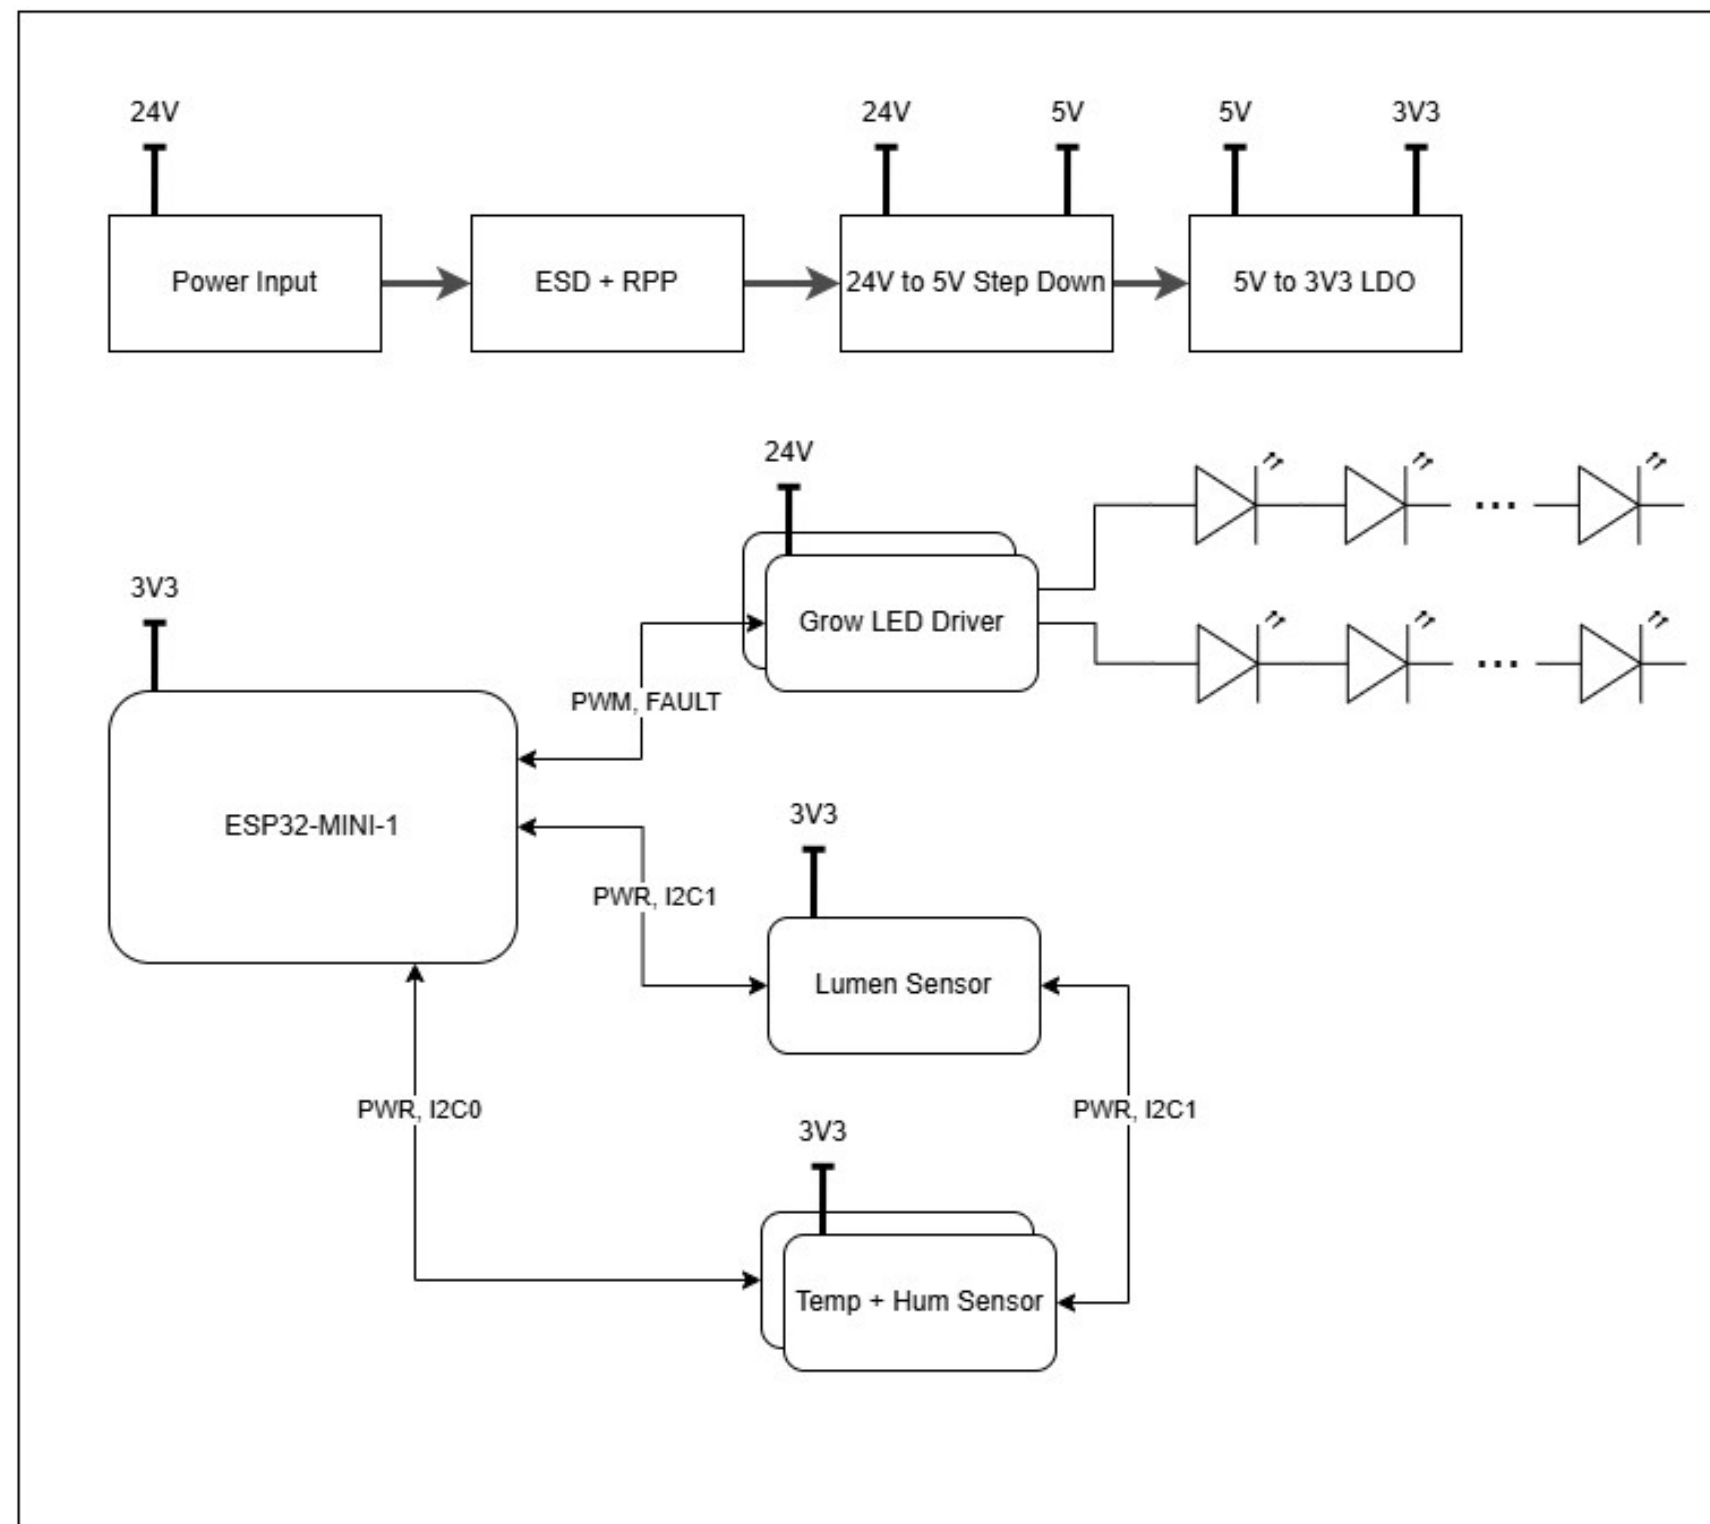 24V
24V
5V
5V
3V3
Power Input
ESD + RPP
24V to 5V Step Down
5V to 3V3 LDO
24V
...
3V3
Grow LED Driver
...
PWM, FAULT
ESP32-MINI-1
3V3
PWR, I2C1
Lumen Sensor
PWR, I2C0
PWR, I2C1
3V3
Temp + Hum Sensor